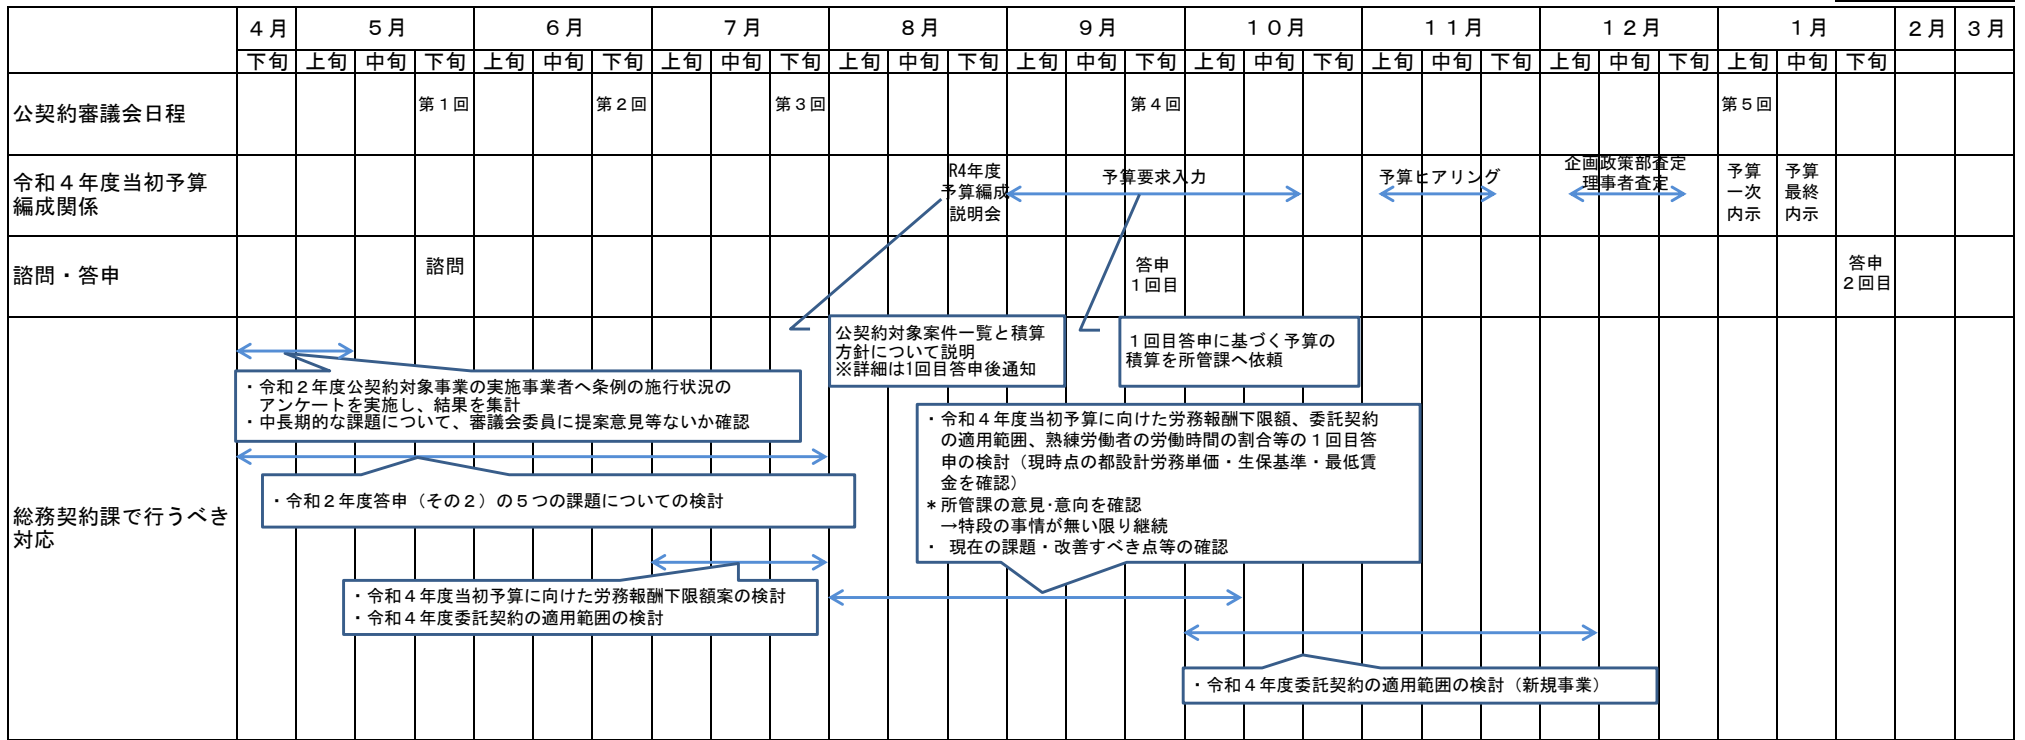 ４月 ５月 ６月 ７月 ８月 ９月 １０月 １１月 １２月 １月 ２月 ３月
下旬 上旬 中旬 下旬 上旬 中旬 下旬 上旬 中旬 下旬 上旬 中旬 下旬 上旬 中旬 下旬 上旬 中旬 下旬 上旬 中旬 下旬 上旬 中旬 下旬 上旬 中旬 下旬
公契約審議会日程
第１回 第２回 第３回 第４回 第５回
令和４年度当初予算
編成関係
R4年度
予算編成
説明会
予算要求入力
予算ヒアリング
企画政策部査定
理事者査定
予算
一次
内示
予算
最終
内示
諮問・答申
諮問
答申
１回目
答申
２回目
総務契約課で行うべき
対応
公契約対象案件一覧と積算
方針について説明
※詳細は1回目答申後通知
１回目答申に基づく予算の
積算を所管課へ依頼
・令和２年度公契約対象事業の実施事業者へ条例の施行状況の
アンケートを実施し、結果を集計
・中長期的な課題について、審議会委員に提案意見等ないか確認
・令和２年度答申（その２）の５つの課題についての検討
・令和４年度当初予算に向けた労務報酬下限額、委託契約
の適用範囲、熟練労働者の労働時間の割合等の１回目答
申の検討（現時点の都設計労務単価・生保基準・最低賃
金を確認）
＊所管課の意見･意向を確認
→特段の事情が無い限り継続
・ 現在の課題・改善すべき点等の確認
・令和４年度当初予算に向けた労務報酬下限額案の検討
・令和４年度委託契約の適用範囲の検討
・令和４年度委託契約の適用範囲の検討（新規事業）